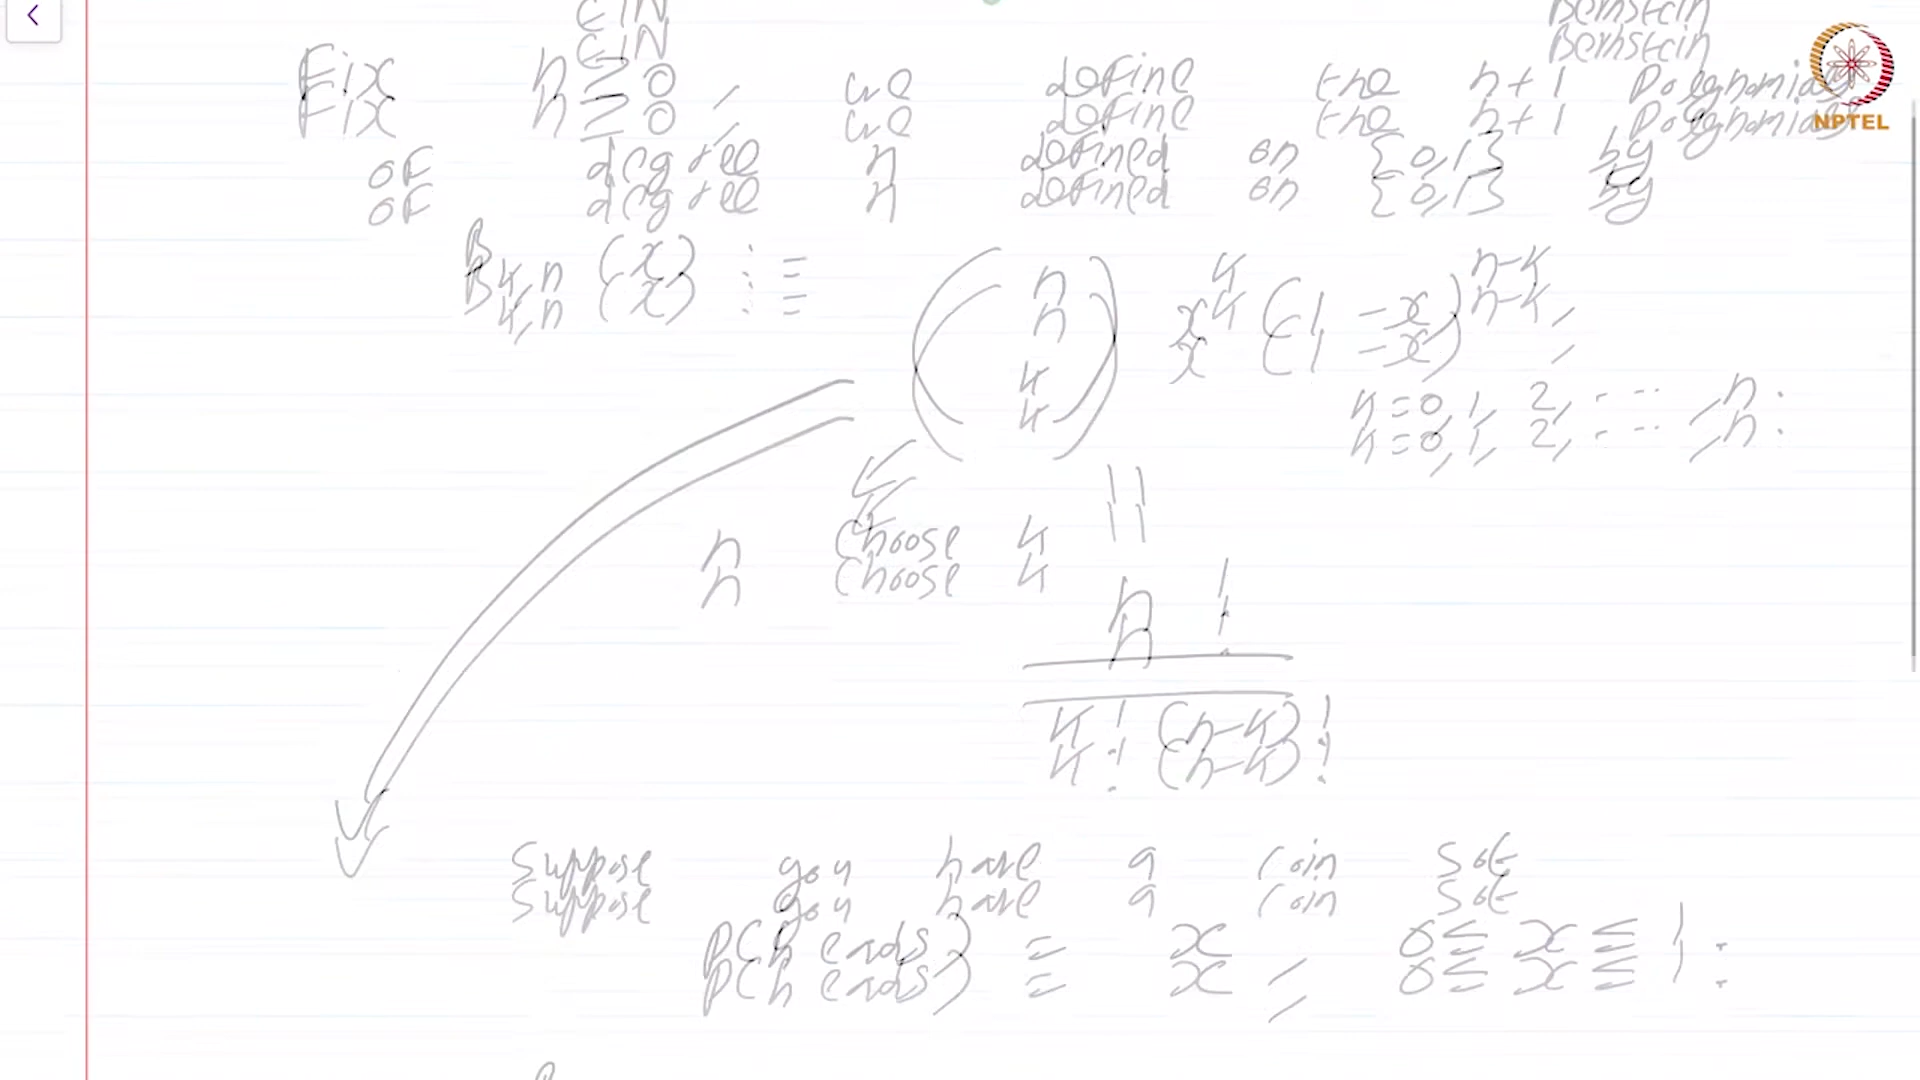 ∈ ℕ
Bernstein
Fix n ≥ 0, we define the n+1 Polynomials
NPTEL
of degree n defined on [0,1] by
B_{k,n}(x) := \binom{n}{k} x^k (1-x)^{n-k},
k = 0, 1, 2, ....., n.
n choose k
||
n!
k! (n-k)!
Suppose you have a coin s.t.
P(heads) = x, 0 ≤ x ≤ 1.